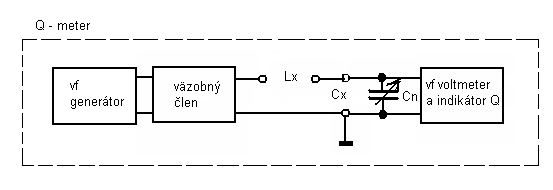 Q - meter
vf
generátor
väzobný
člen
Lx
Cx
Cn
vf voltmeter
a indikátor Q